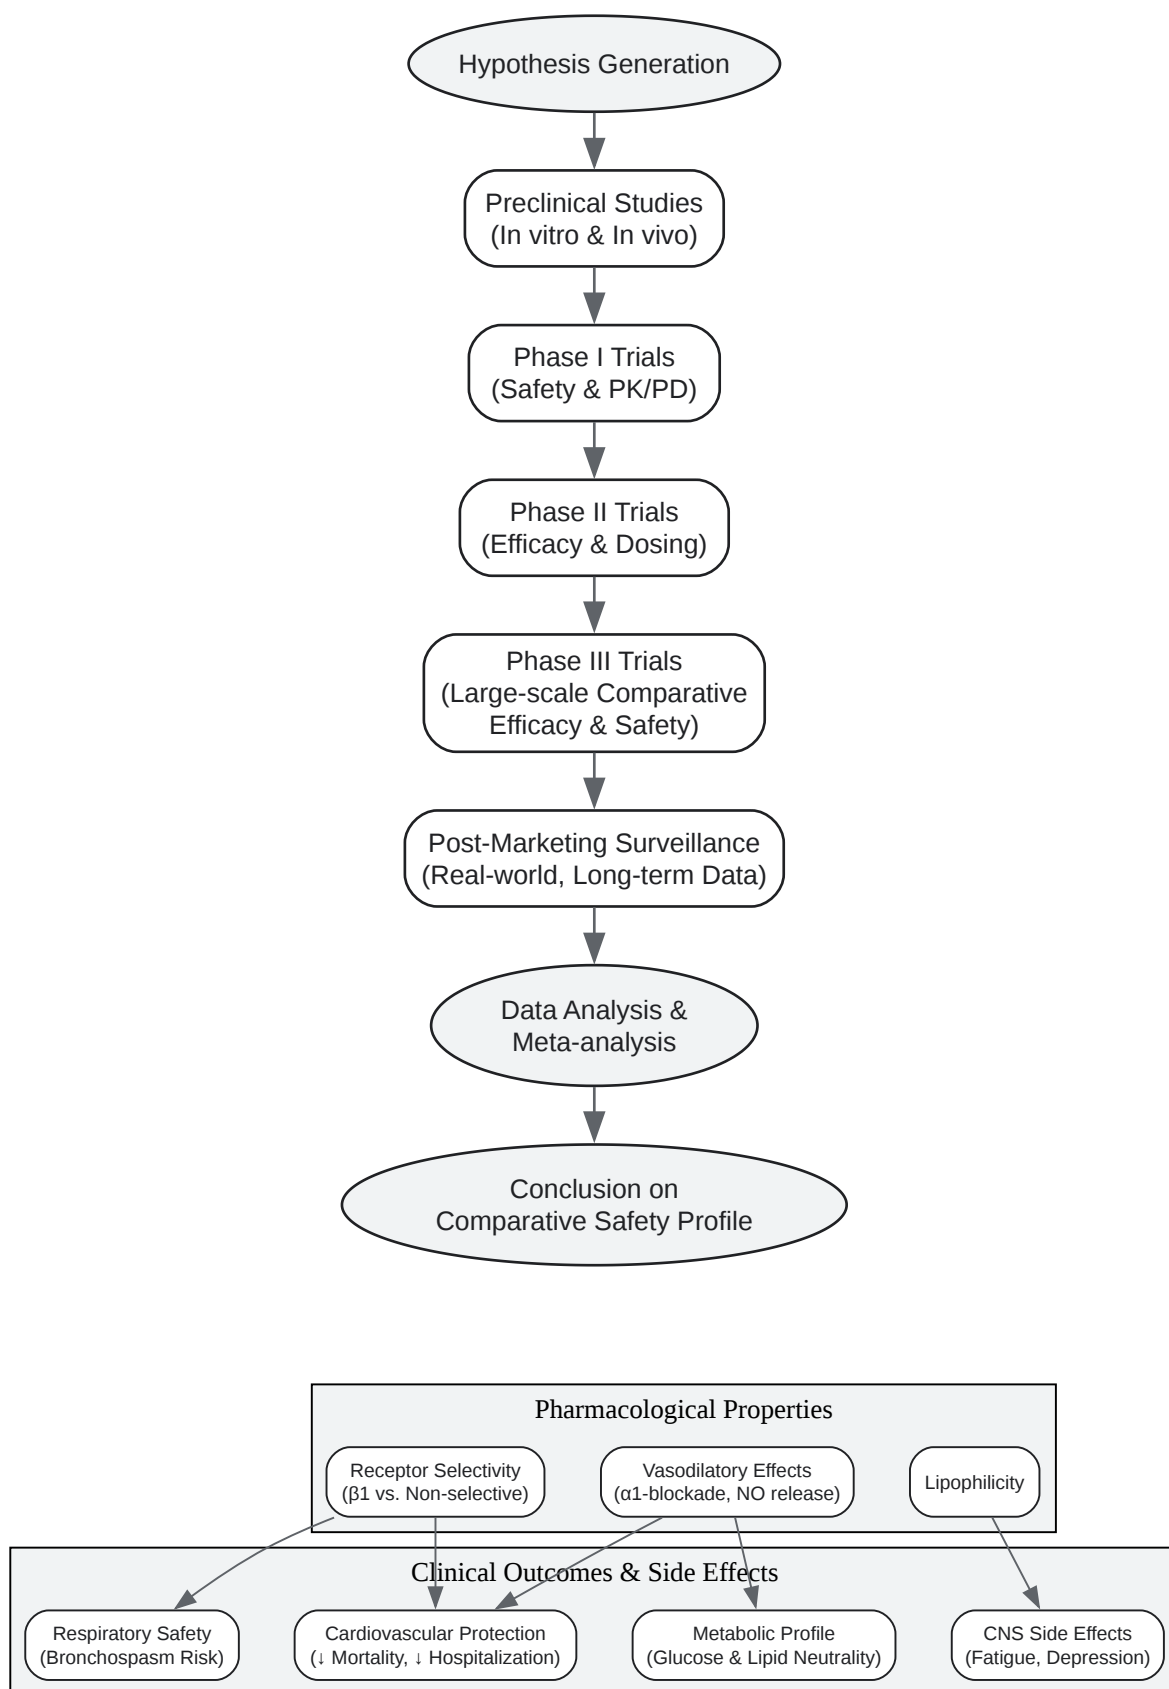 Hypothesis Generation
Preclinical Studies
(In vitro & In vivo)
Phase I Trials
(Safety & PK/PD)
Phase II Trials
(Efficacy & Dosing)
Phase III Trials
(Large-scale Comparative
Efficacy & Safety)
Post-Marketing Surveillance
(Real-world, Long-term Data)
Data Analysis &
Meta-analysis
Conclusion on
Comparative Safety Profile
Pharmacological Properties
Receptor Selectivity
(β1 vs. Non-selective)
Vasodilatory Effects
(α1-blockade, NO release)
Lipophilicity
Clinical Outcomes & Side Effects
Respiratory Safety
(Bronchospasm Risk)
Cardiovascular Protection
(↓ Mortality, ↓ Hospitalization)
Metabolic Profile
(Glucose & Lipid Neutrality)
CNS Side Effects
(Fatigue, Depression)